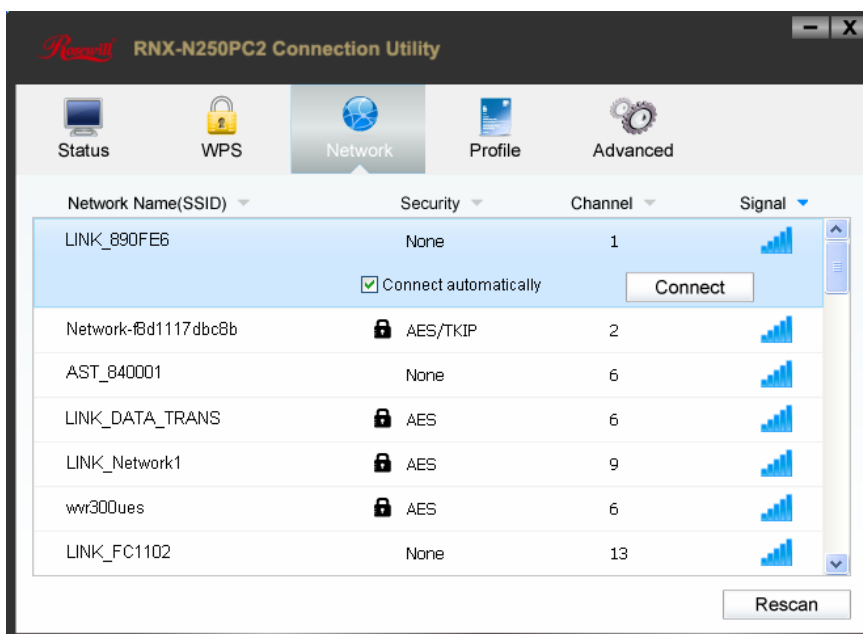 Rosewill RNX-N250PC2 Connection Utility
Status WPS Network Profile Advanced
Network Name(SSID) Security Channel Signal
LINK_890FE6 None 1
Connect automatically Connect
Network-f8d1117dbc8b AES/TKIP 2
AST_840001 None 6
LINK_DATA_TRANS AES 6
LINK_Network1 AES 9
wvr300ues AES 6
LINK_FC1102 None 13
Rescan